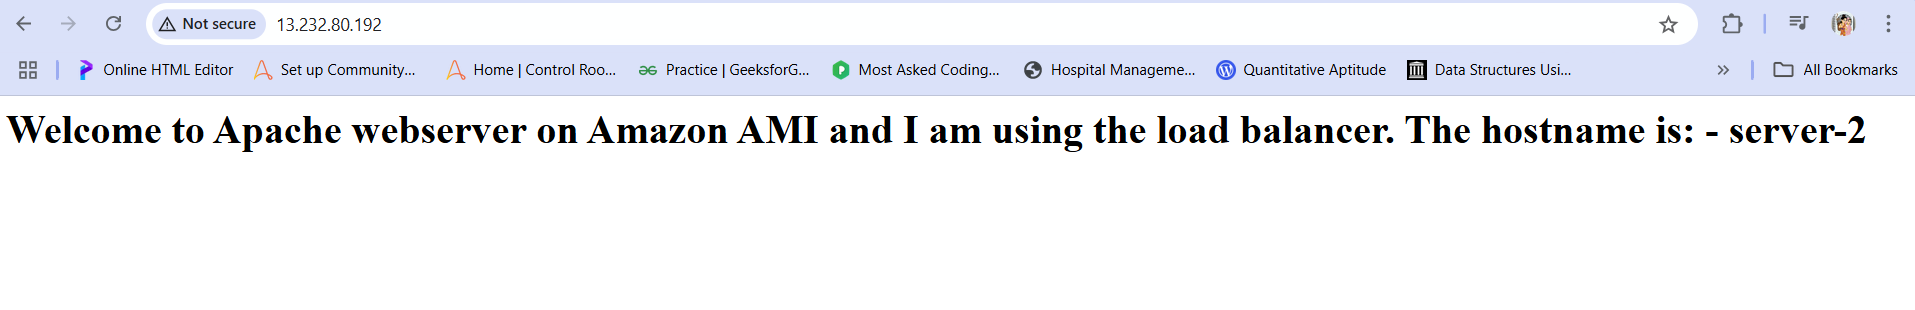 Not secure 13.232.80.192
Online HTML Editor Set up Community... Home | Control Roo... Practice | GeeksforG... Most Asked Coding... Hospital Manageme... Quantitative Aptitude Data Structures Usi... » All Bookmarks
Welcome to Apache webserver on Amazon AMI and I am using the load balancer. The hostname is: - server-2